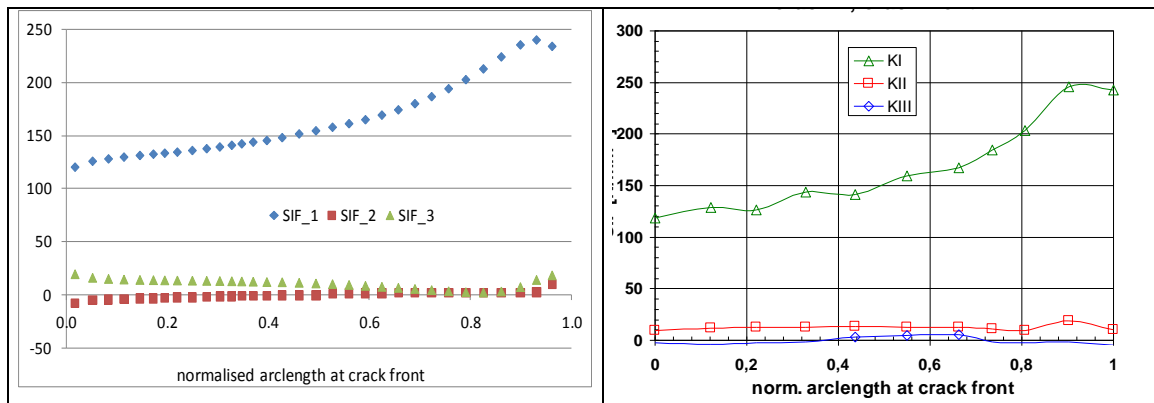 250
200
150
100
50
0
-50
0.0 0.2 0.4 0.6 0.8 1.0
SIF_1 SIF_2 SIF_3
normalised arclength at crack front
300
250
200
150
100
50
0
KI
KII
KIII
0 0,2 0,4 0,6 0,8 1
norm. arclength at crack front